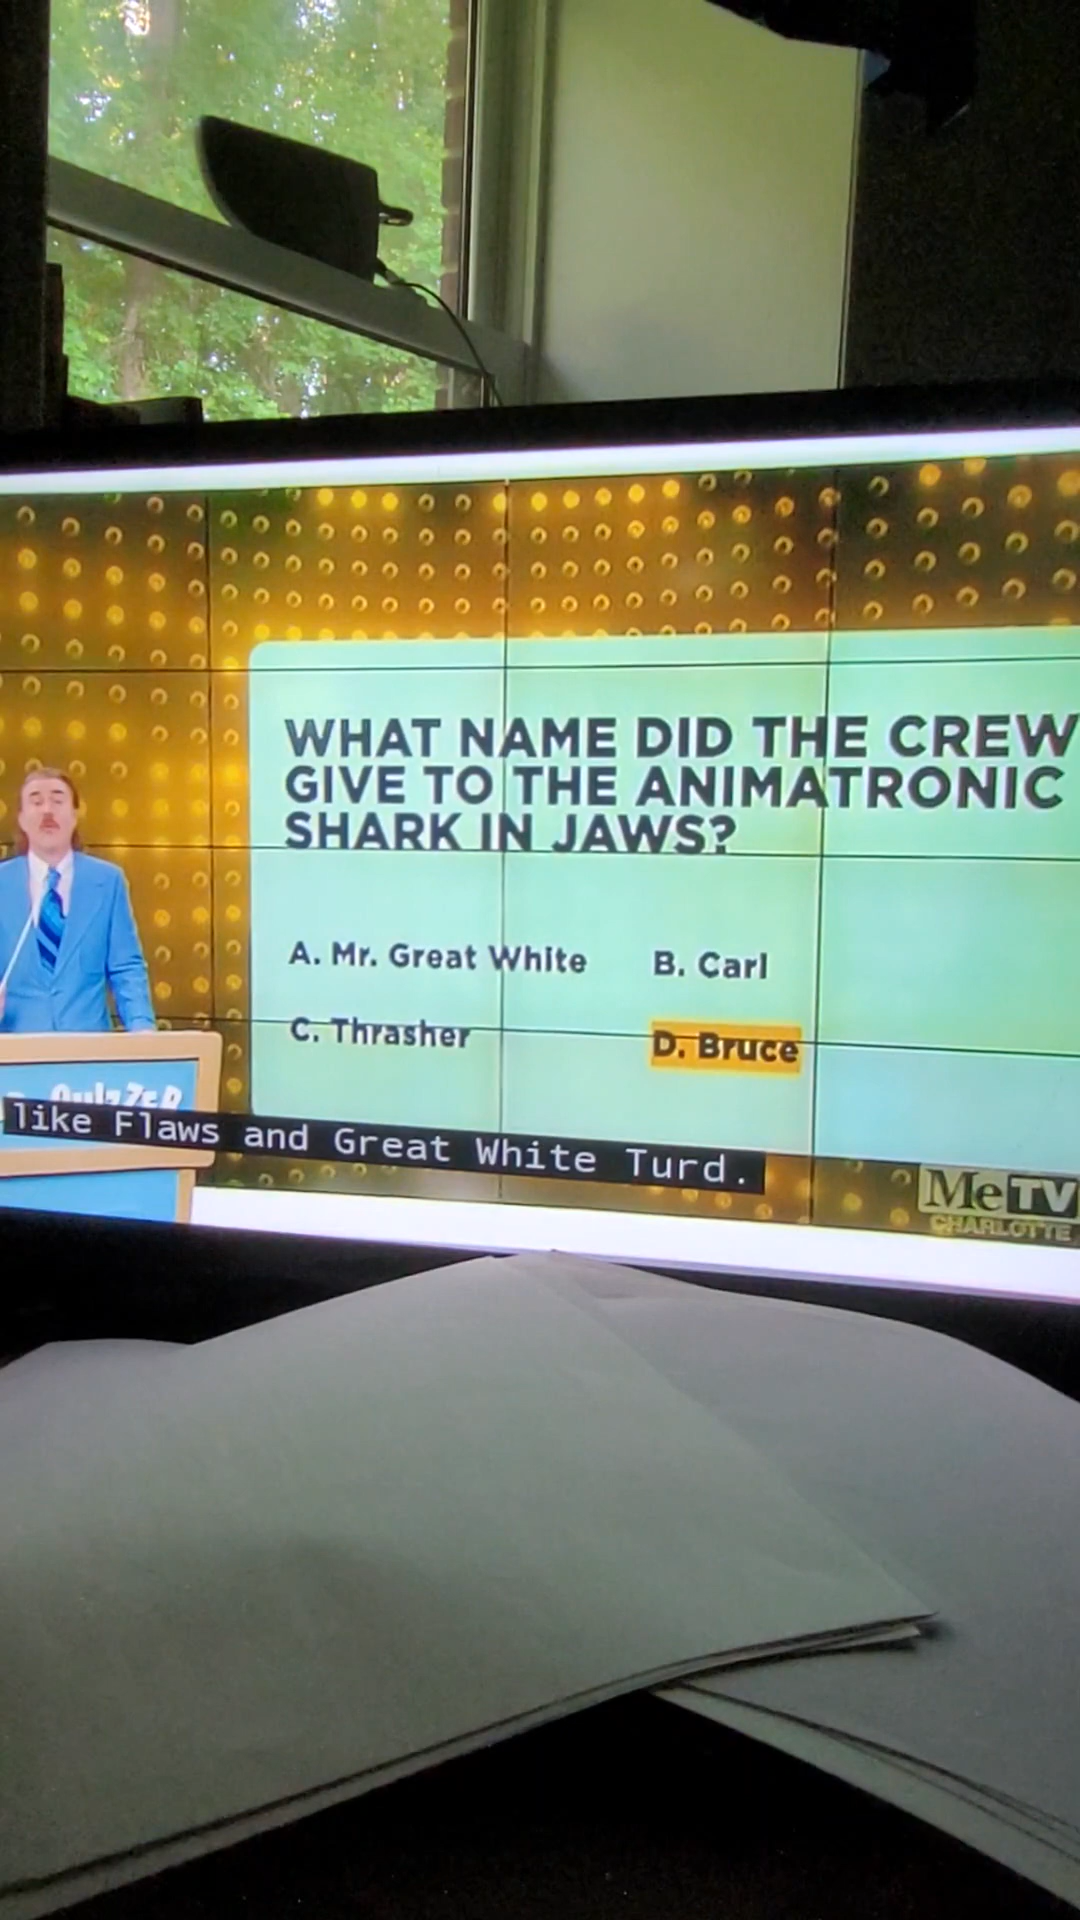 WHAT NAME DID THE CREW
GIVE TO THE ANIMATRONIC
SHARK IN JAWS?
A. Mr. Great White
B. Carl
C. Thrasher
D. Bruce
QuizZER
like Flaws and Great White Turd.
MeTV
CHARLOTTE